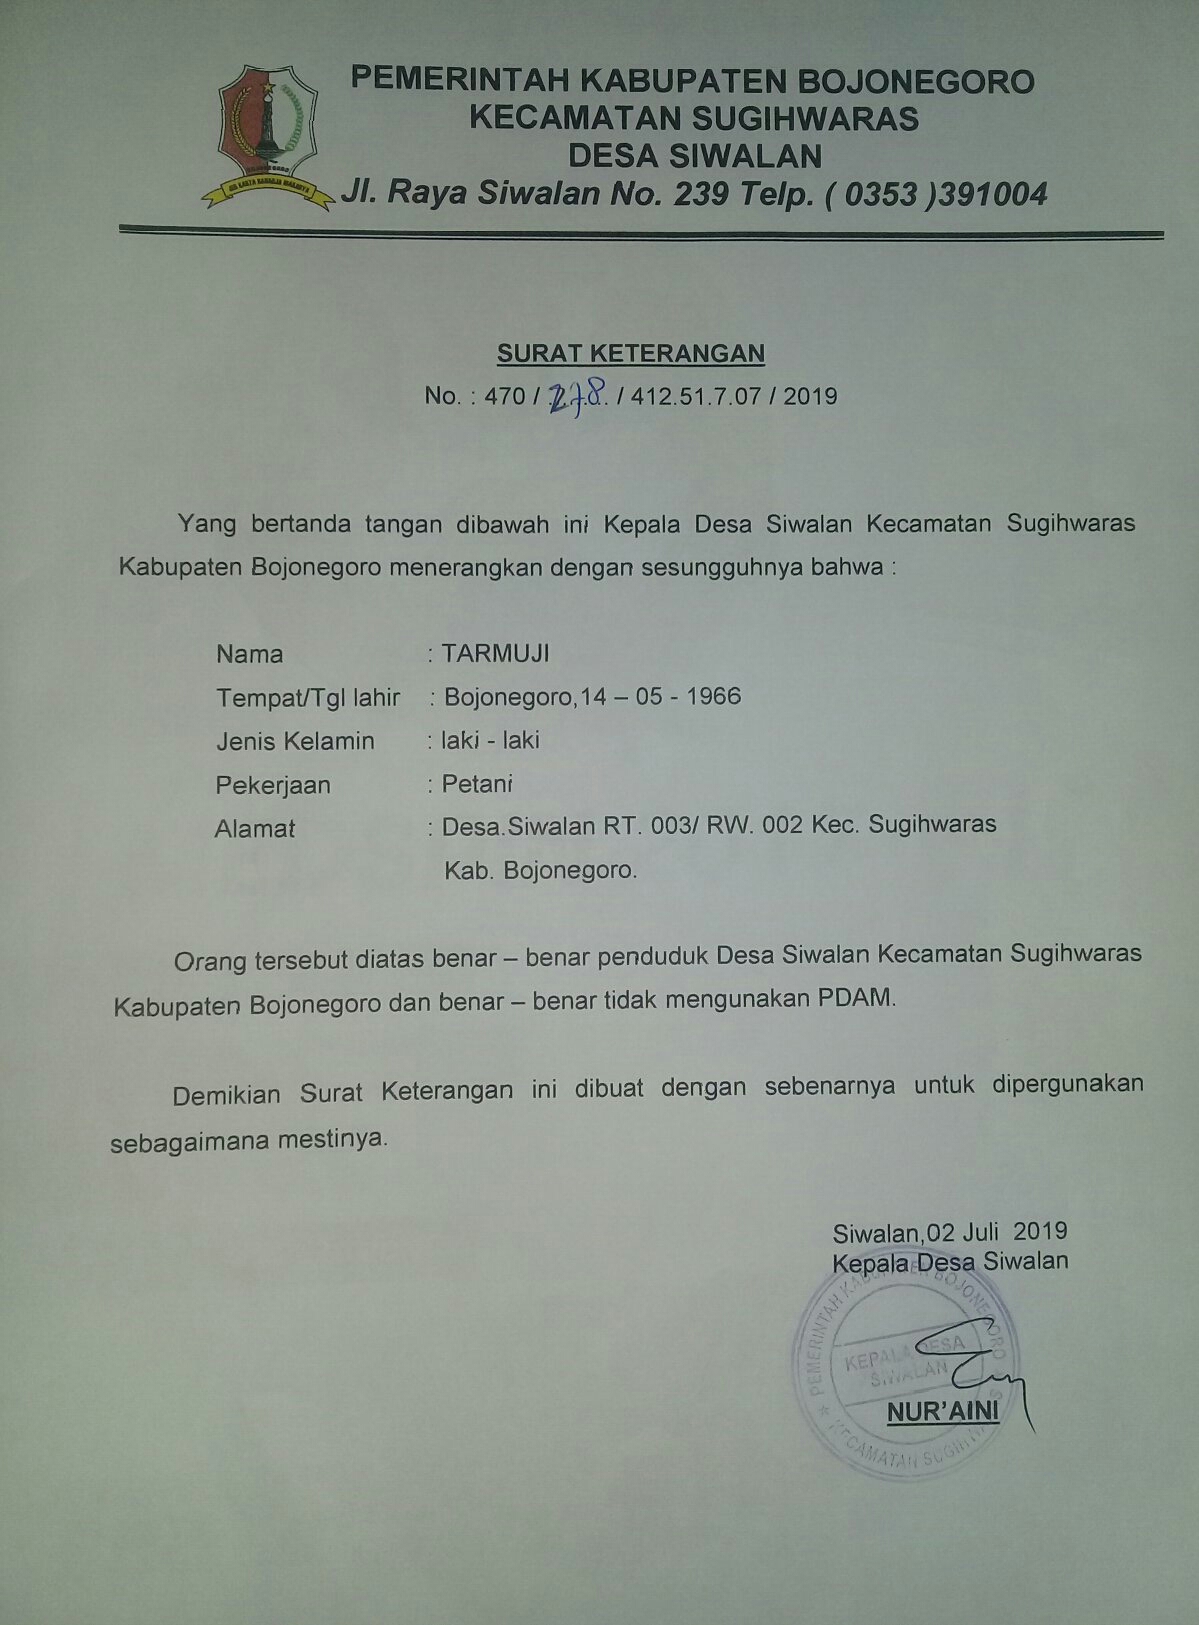 PEMERINTAH KABUPATEN BOJONEGORO
KECAMATAN SUGIHWARAS
DESA SIWALAN
Jl. Raya Siwalan No. 239 Telp. ( 0353 )391004
SURAT KETERANGAN
No. : 470 / 278 / 412.51.7.07 / 2019
Yang bertanda tangan dibawah ini Kepala Desa Siwalan Kecamatan Sugihwaras
Kabupaten Bojonegoro menerangkan dengan sesungguhnya bahwa :
Nama : TARMUJI
Tempat/Tgl lahir : Bojonegoro,14 – 05 - 1966
Jenis Kelamin : laki - laki
Pekerjaan : Petani
Alamat : Desa.Siwalan RT. 003/ RW. 002 Kec. Sugihwaras
Kab. Bojonegoro.
Orang tersebut diatas benar – benar penduduk Desa Siwalan Kecamatan Sugihwaras
Kabupaten Bojonegoro dan benar – benar tidak mengunakan PDAM.
Demikian Surat Keterangan ini dibuat dengan sebenarnya untuk dipergunakan
sebagaimana mestinya.
Siwalan,02 Juli 2019
Kepala Desa Siwalan
PEMERINTAH KABUPATEN BOJONEGORO
KEPALA DESA
SIWALAN
NUR'AINI
KECAMATAN